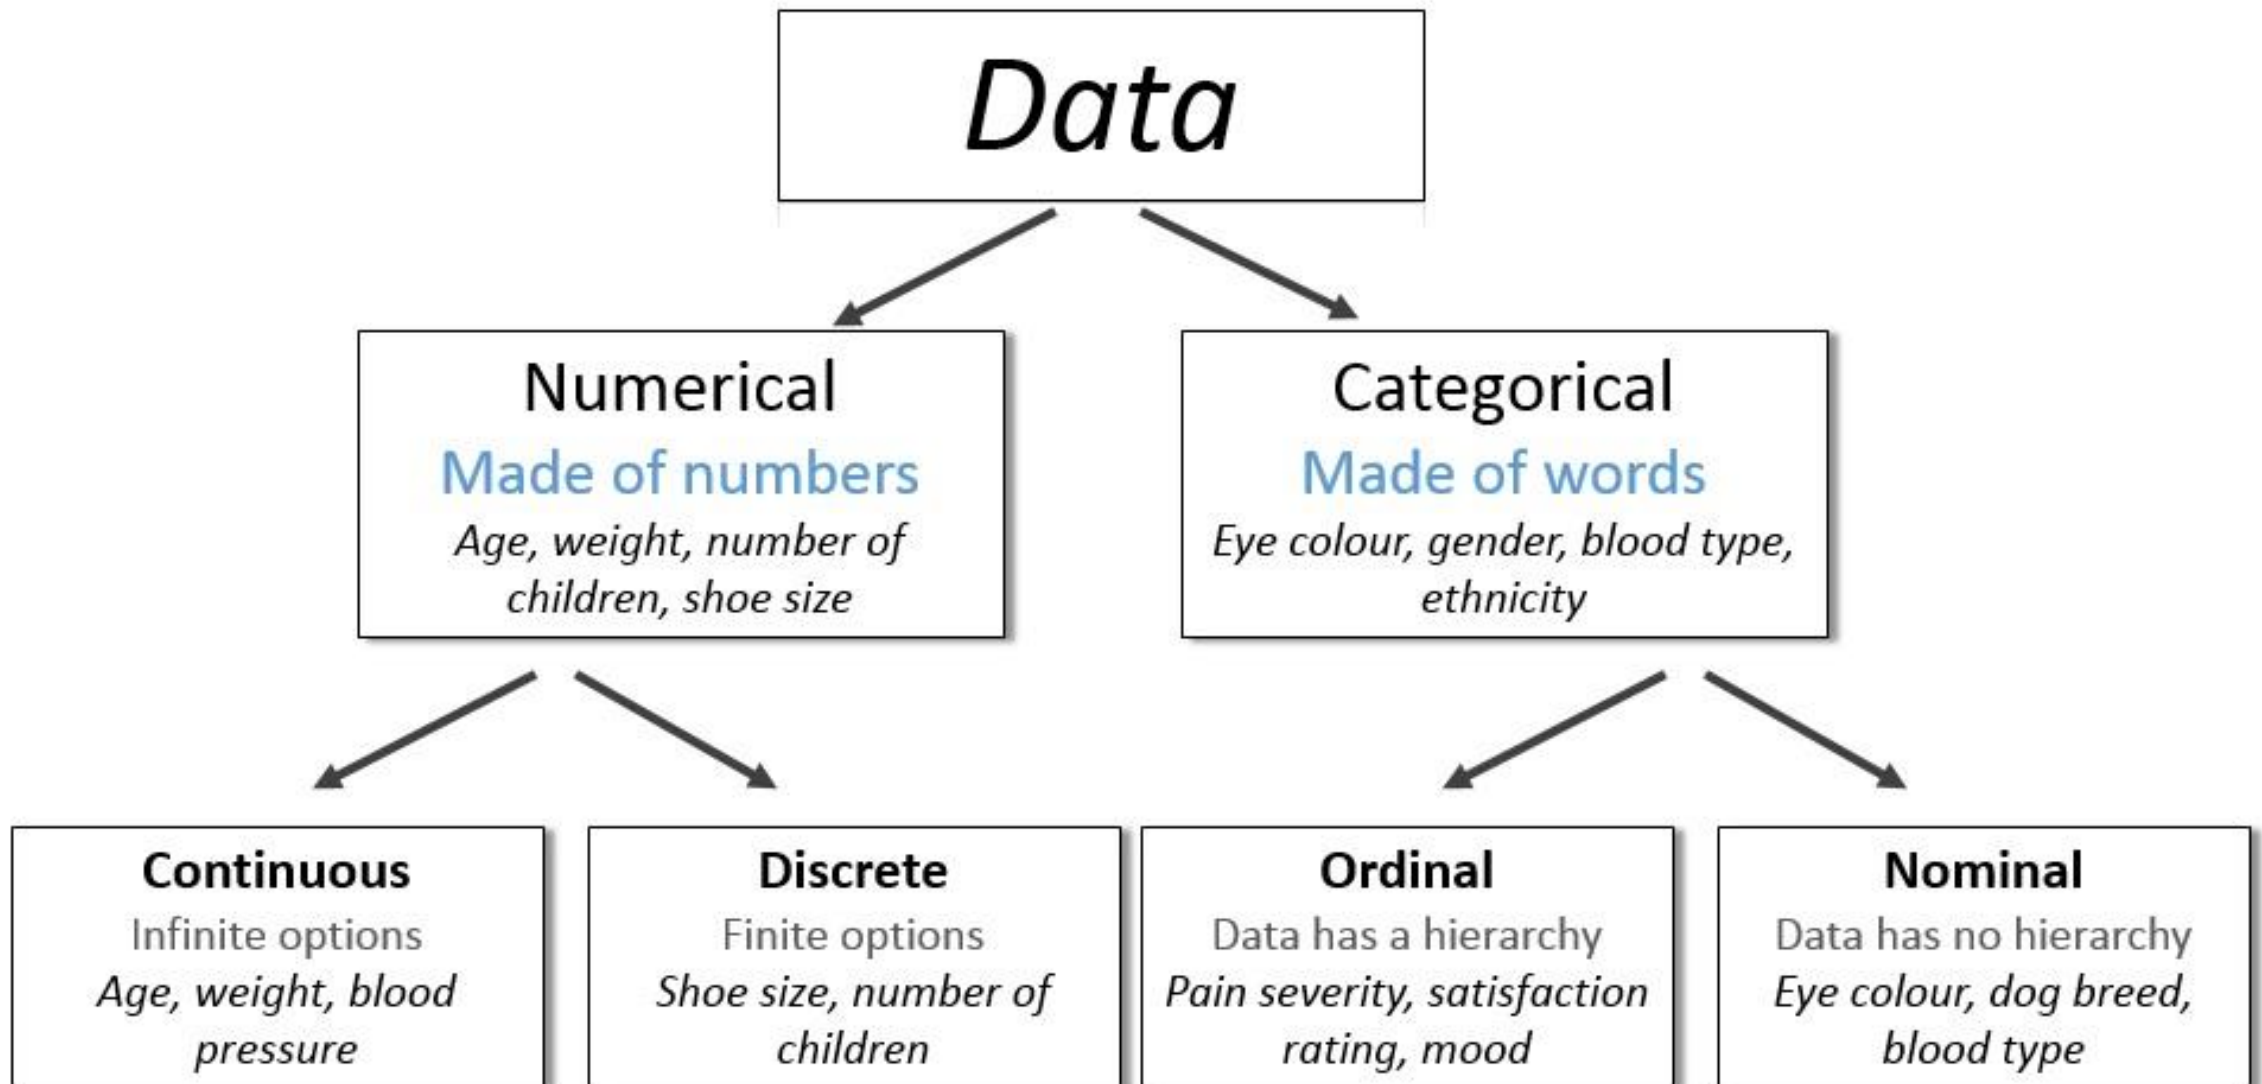 Data
Numerical
Made of numbers
Age, weight, number of
children, shoe size
Categorical
Made of words
Eye colour, gender, blood type,
ethnicity
Continuous
Infinite options
Age, weight, blood
pressure
Discrete
Finite options
Shoe size, number of
children
Ordinal
Data has a hierarchy
Pain severity, satisfaction
rating, mood
Nominal
Data has no hierarchy
Eye colour, dog breed,
blood type